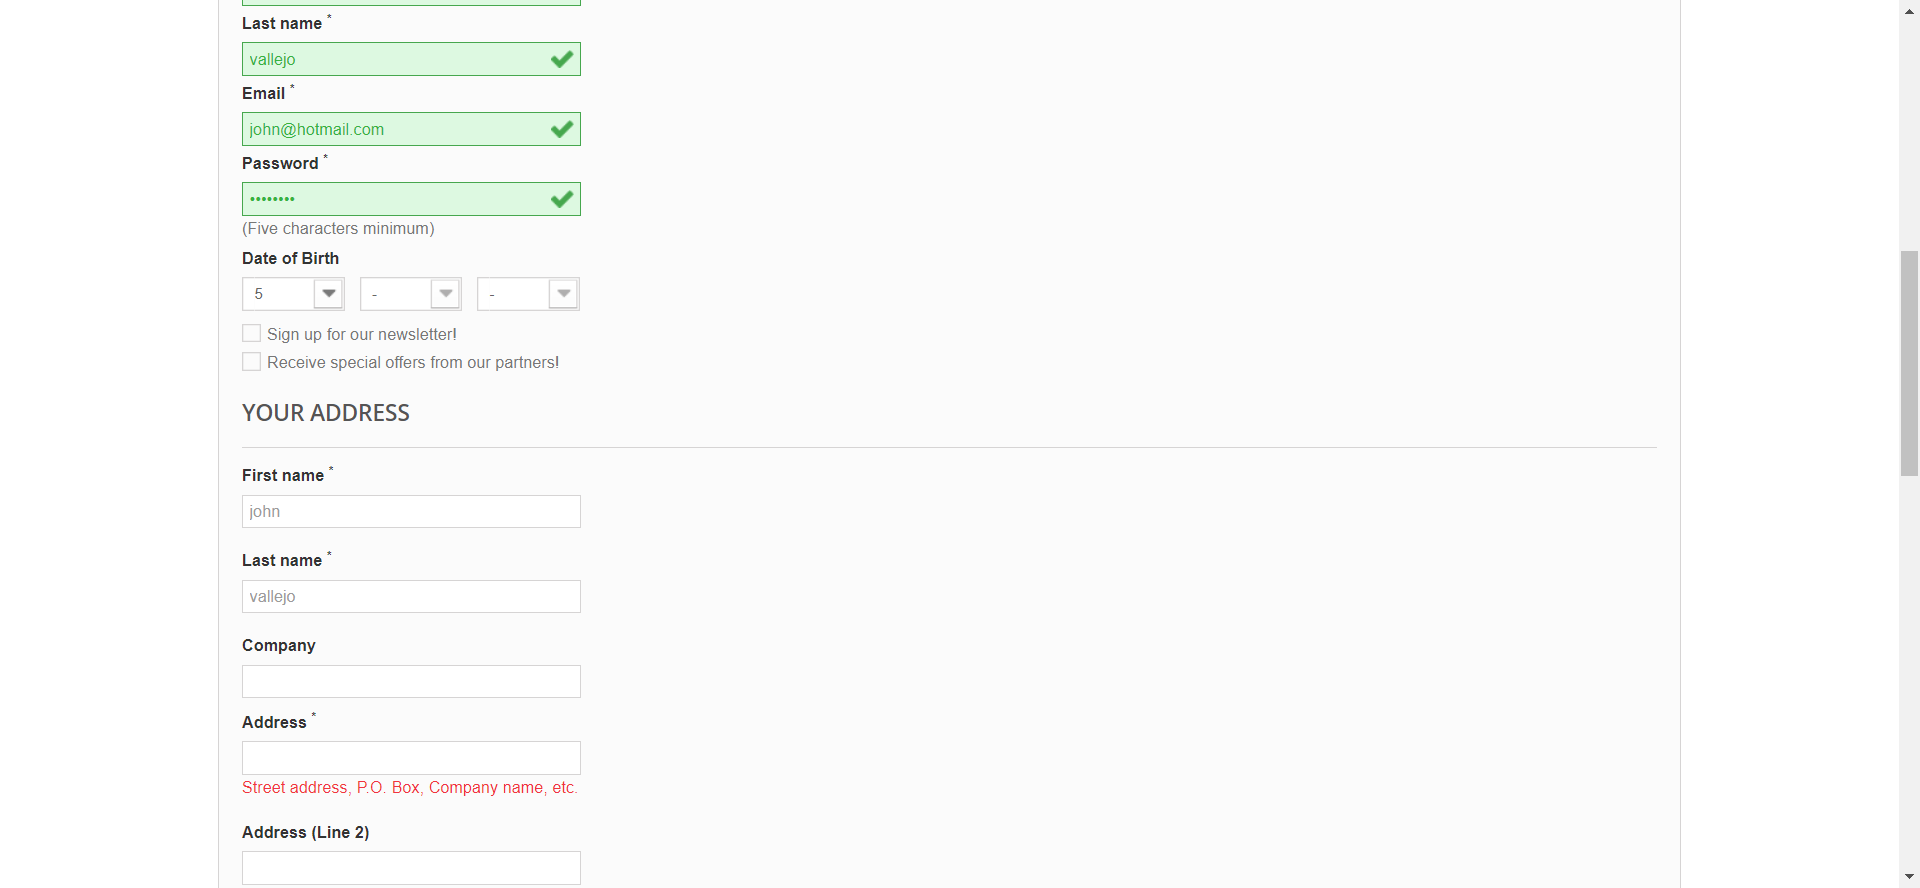 Last name *
vallejo
Email *
john@hotmail.com
Password *
••••••••
(Five characters minimum)
Date of Birth
5 - -
Sign up for our newsletter!
Receive special offers from our partners!
YOUR ADDRESS
First name *
john
Last name *
vallejo
Company
Address *
Street address, P.O. Box, Company name, etc.
Address (Line 2)